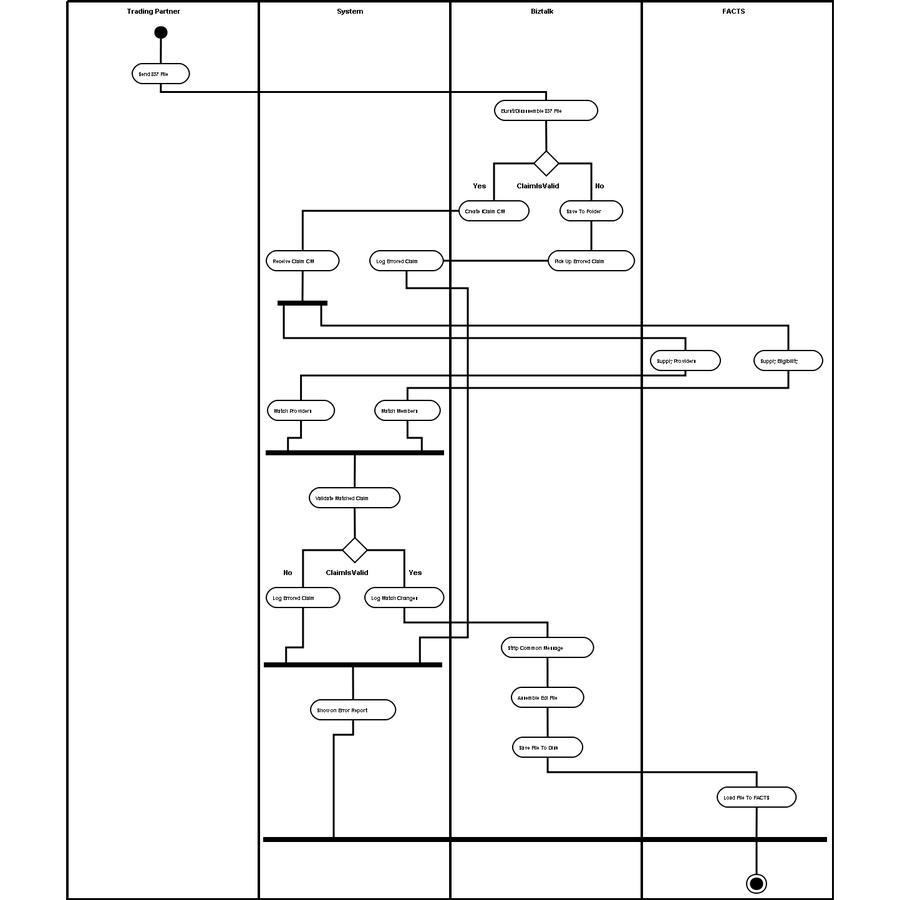 Trading Partner
System
Biztalk
FACTS
Send 837 File
Burst/Disassemble 837 File
Yes
ClaimIsValid
No
Create Claim CM
Save To Folder
Receive Claim CM
Log Errored Claim
Pick Up Errored Claim
Supply Providers
Supply Eligibility
Match Providers
Match Members
Validate Matched Claim
No
ClaimIsValid
Yes
Log Errored Claim
Log Match Changes
Strip Common Message
Assemble Edi File
Show on Error Report
Save File To Disk
Load File To FACTS